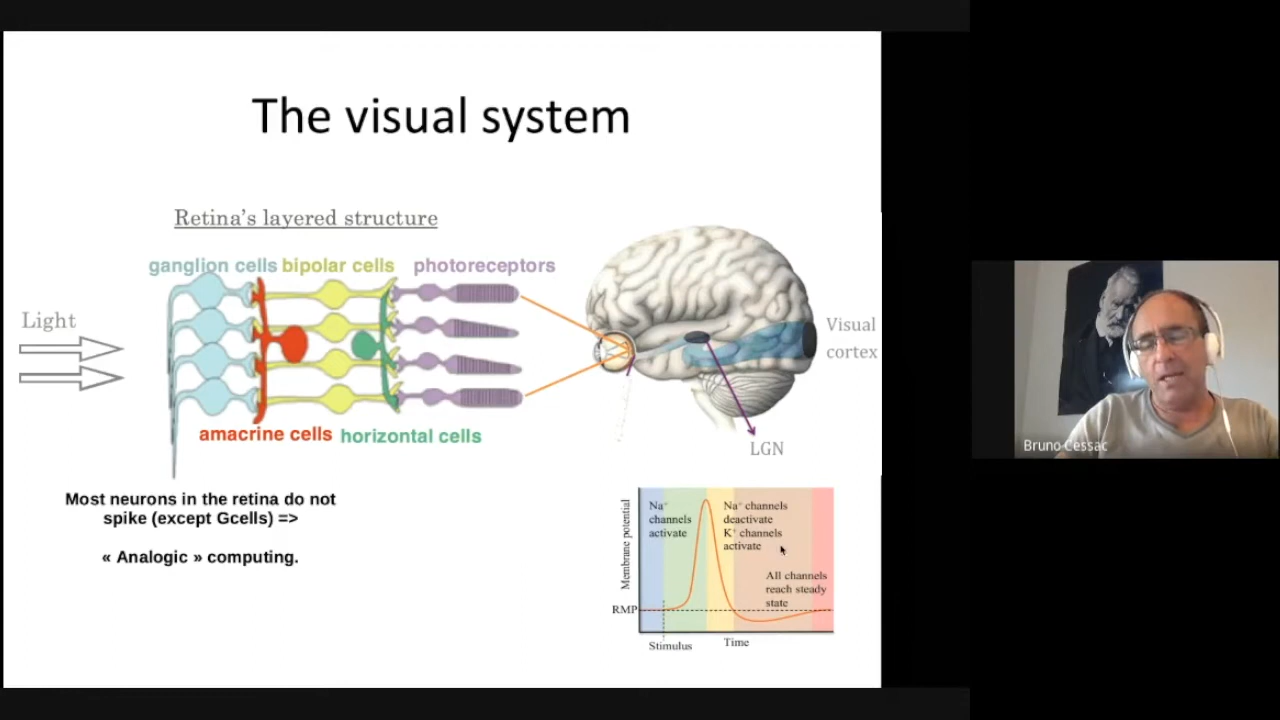 The visual system
Retina's layered structure
ganglion cells bipolar cells photoreceptors
Light
Visual
cortex
amacrine cells horizontal cells
LGN
Most neurons in the retina do not
spike (except Gcells) =>
« Analogic » computing.
Membrane potential
Na⁺
channels
activate
Na⁺ channels
deactivate
K⁺ channels
activate
All channels
reach steady
state
RMP
Stimulus
Time
Bruno Cessac